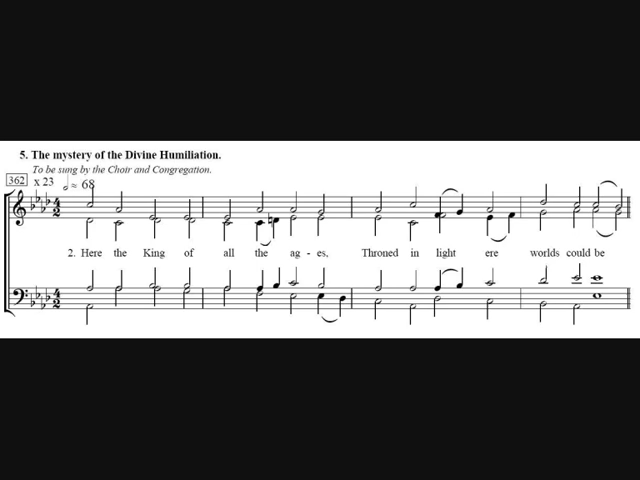 5. The mystery of the Divine Humiliation.
To be sung by the Choir and Congregation.
362 x 23 ≈ 68
2. Here the King of all the ag - es, Throned in light ere worlds could be